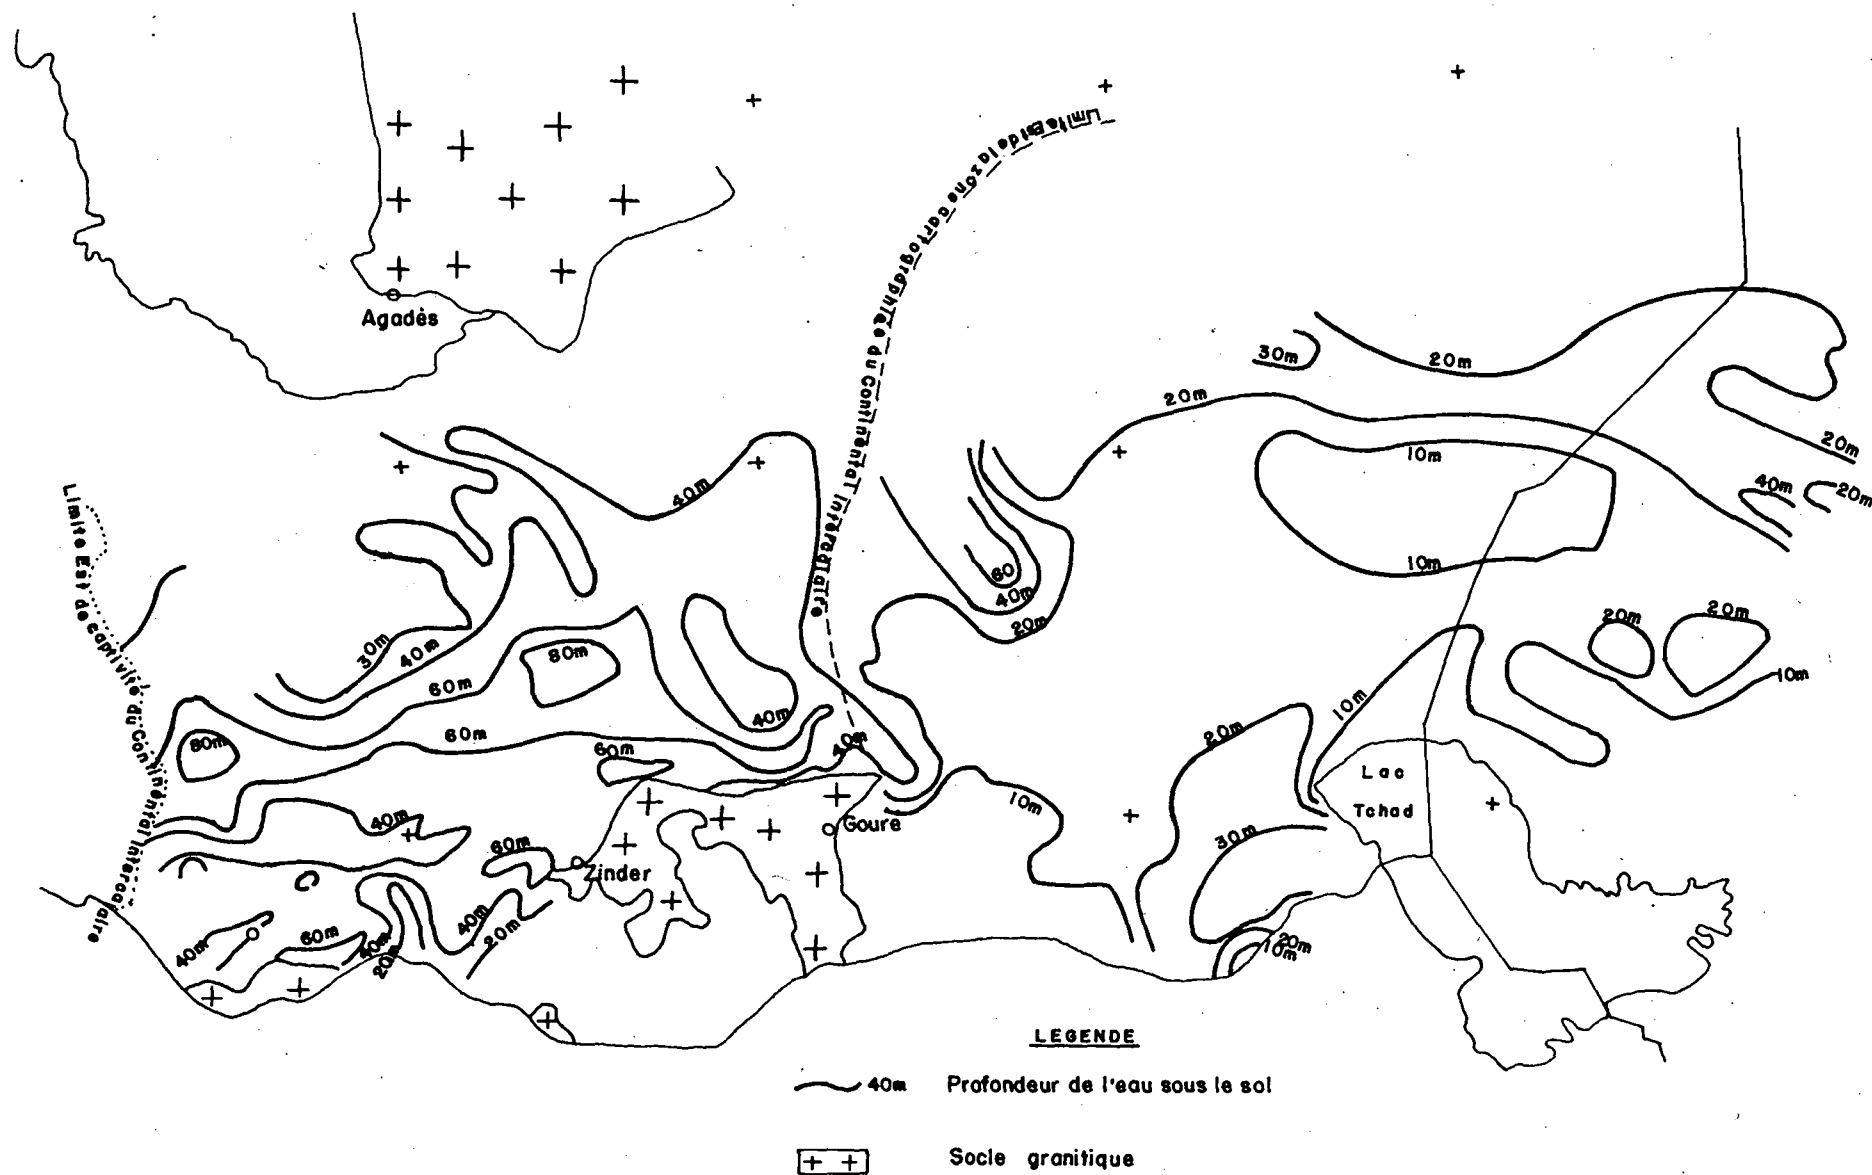 Limite Est de la zone cartographiée du Continental intercalaire
Agadès
30m
20m
20m
20m
10m
40m
20m
40m
Limite Est de captivité du Continental intercalaire
60
40m
20m
10m
30m
40m
80m
60m
40m
20m
20m
10m
10m
80m
60m
60m
20m
Lac
Tchad
10m
Goure
40m
60m
Zinder
30m
40m
60m
40m
20m
40m
20m
20m
10m
LEGENDE
40m Profondeur de l'eau sous le sol
Socle granitique